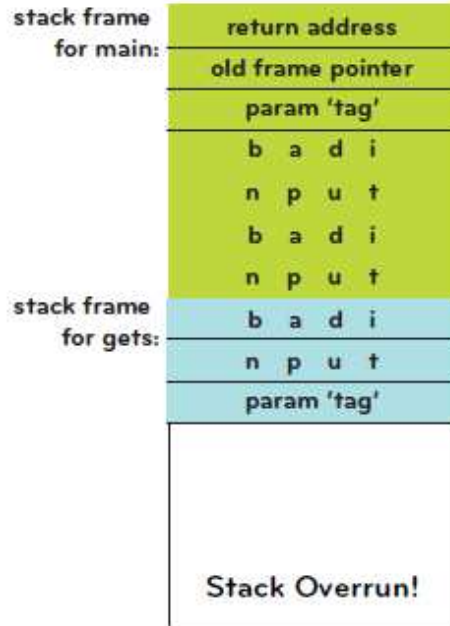 stack frame
for main:
return address
old frame pointer
param 'tag'
b a d i
n p u t
b a d i
n p u t
stack frame
for gets:
b a d i
n p u t
param 'tag'
Stack Overrun!